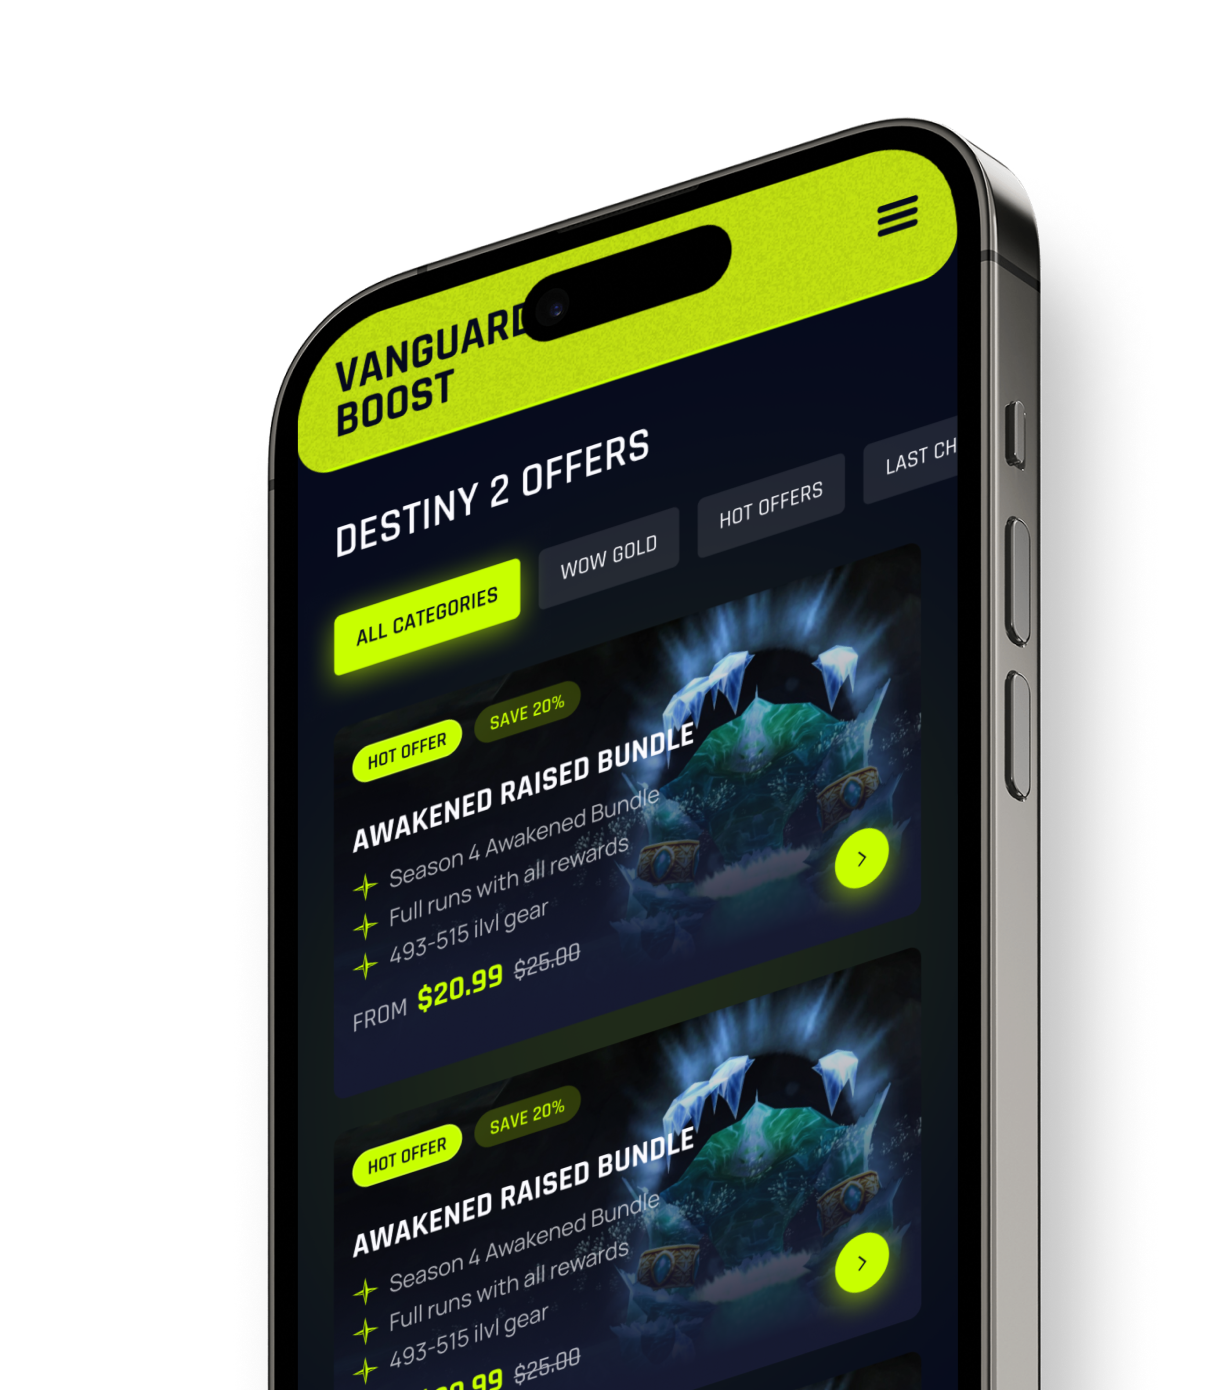 VANGUARD
BOOST
DESTINY 2 OFFERS
ALL CATEGORIES
WOW GOLD
HOT OFFERS
LAST CH
HOT OFFER
SAVE 20%
AWAKENED RAISED BUNDLE
Season 4 Awakened Bundle
Full runs with all rewards
493-515 ilvl gear
FROM $20.99 $25.00
HOT OFFER
SAVE 20%
AWAKENED RAISED BUNDLE
Season 4 Awakened Bundle
Full runs with all rewards
493-515 ilvl gear
.99 $25.00